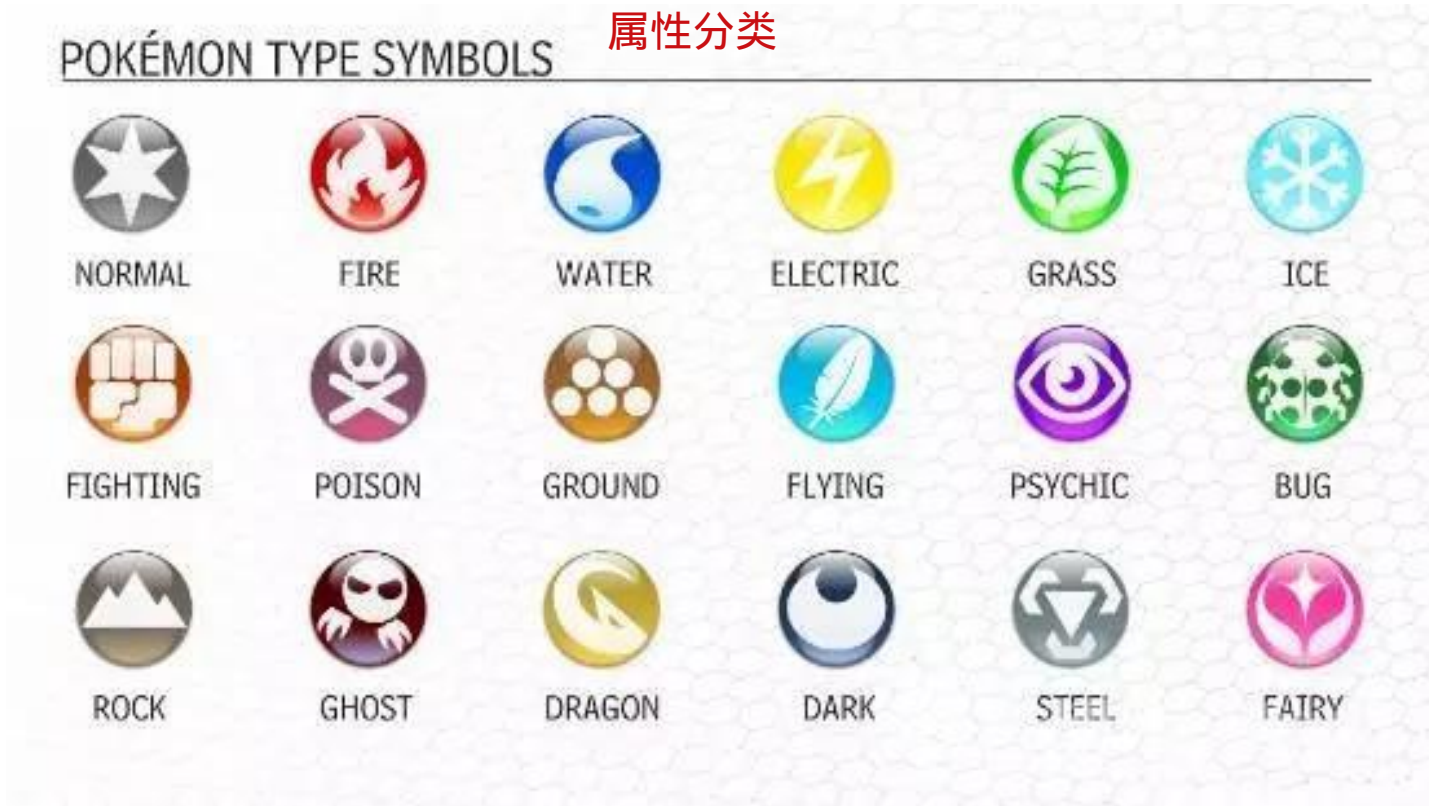 属性分类
POKÉMON TYPE SYMBOLS
NORMAL FIRE WATER ELECTRIC GRASS ICE
FIGHTING POISON GROUND FLYING PSYCHIC BUG
ROCK GHOST DRAGON DARK STEEL FAIRY